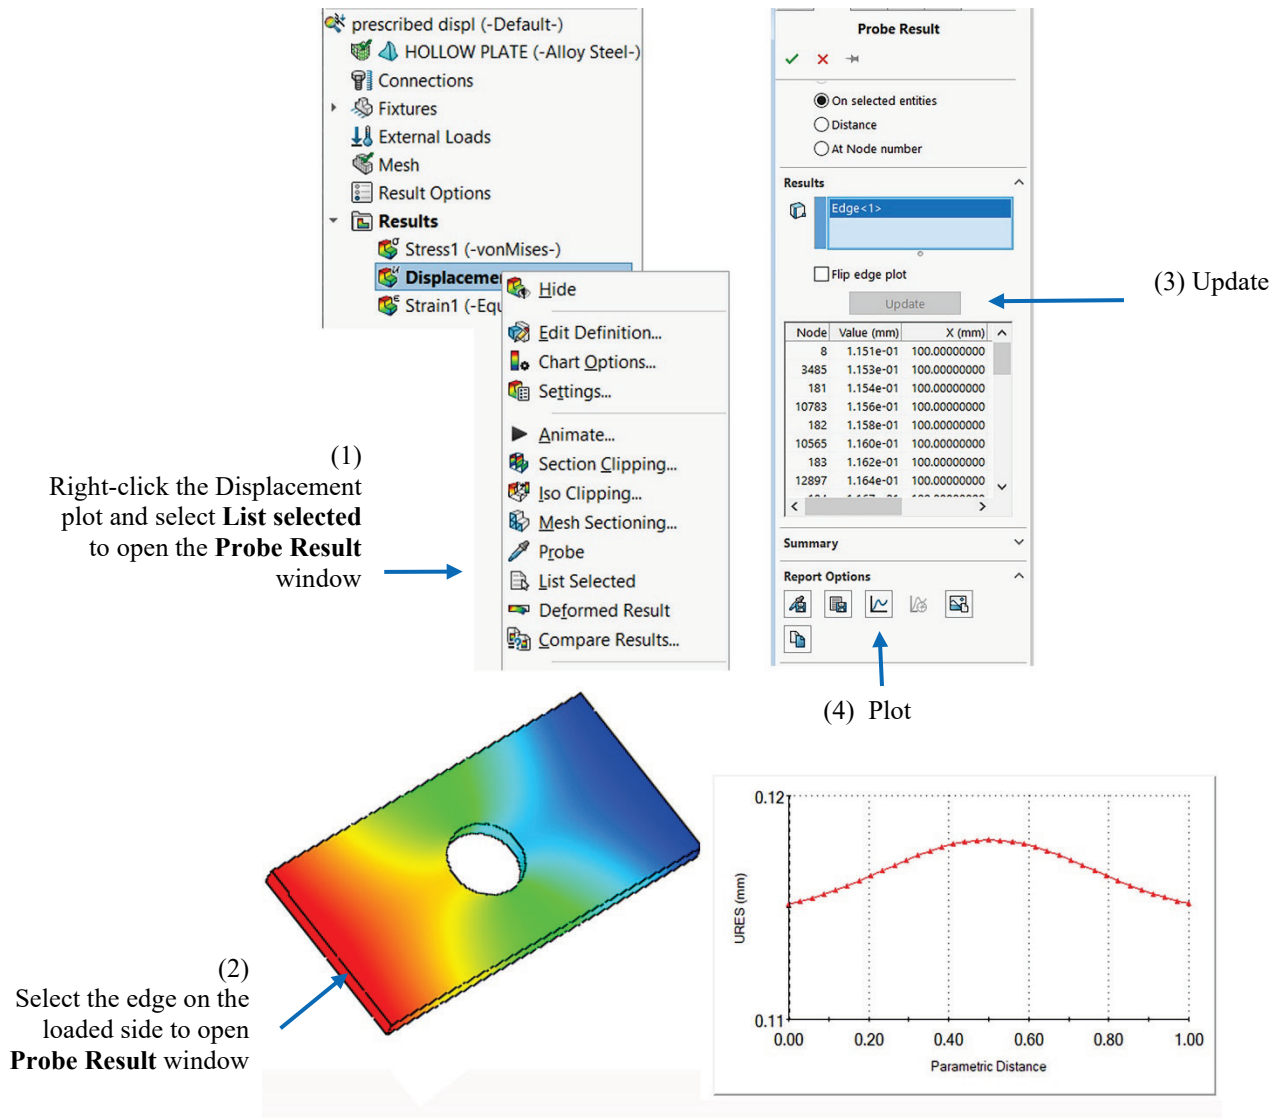 prescribed displ (-Default-)
HOLLOW PLATE (-Alloy Steel-)
Connections
Fixtures
External Loads
Mesh
Result Options
Results
Stress1 (-vonMises-)
Displaceme
Strain1 (-Equ
Hide
Edit Definition...
Chart Options...
Settings...
Animate...
Section Clipping...
Iso Clipping...
Mesh Sectioning...
Probe
List Selected
Deformed Result
Compare Results...
(1)
Right-click the Displacement
plot and select List selected
to open the Probe Result
window
Probe Result
On selected entities
Distance
At Node number
Results
Edge<1>
Flip edge plot
Update
Node Value (mm) X (mm)
8 1.151e-01 100.00000000
3485 1.153e-01 100.00000000
181 1.154e-01 100.00000000
10783 1.156e-01 100.00000000
182 1.158e-01 100.00000000
10565 1.160e-01 100.00000000
183 1.162e-01 100.00000000
12897 1.164e-01 100.00000000
Summary
Report Options
(3) Update
(4) Plot
(2)
Select the edge on the
loaded side to open
Probe Result window
0.12
URES (mm)
0.11
0.00 0.20 0.40 0.60 0.80 1.00
Parametric Distance